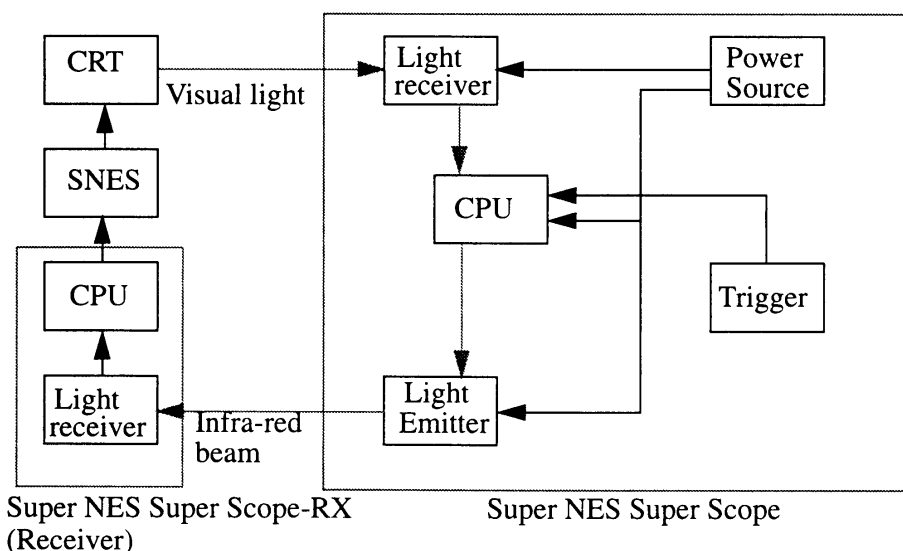 CRT
Visual light
Light
receiver
Power
Source
SNES
CPU
CPU
Trigger
Light
receiver
Infra-red
beam
Light
Emitter
Super NES Super Scope-RX
(Receiver)
Super NES Super Scope